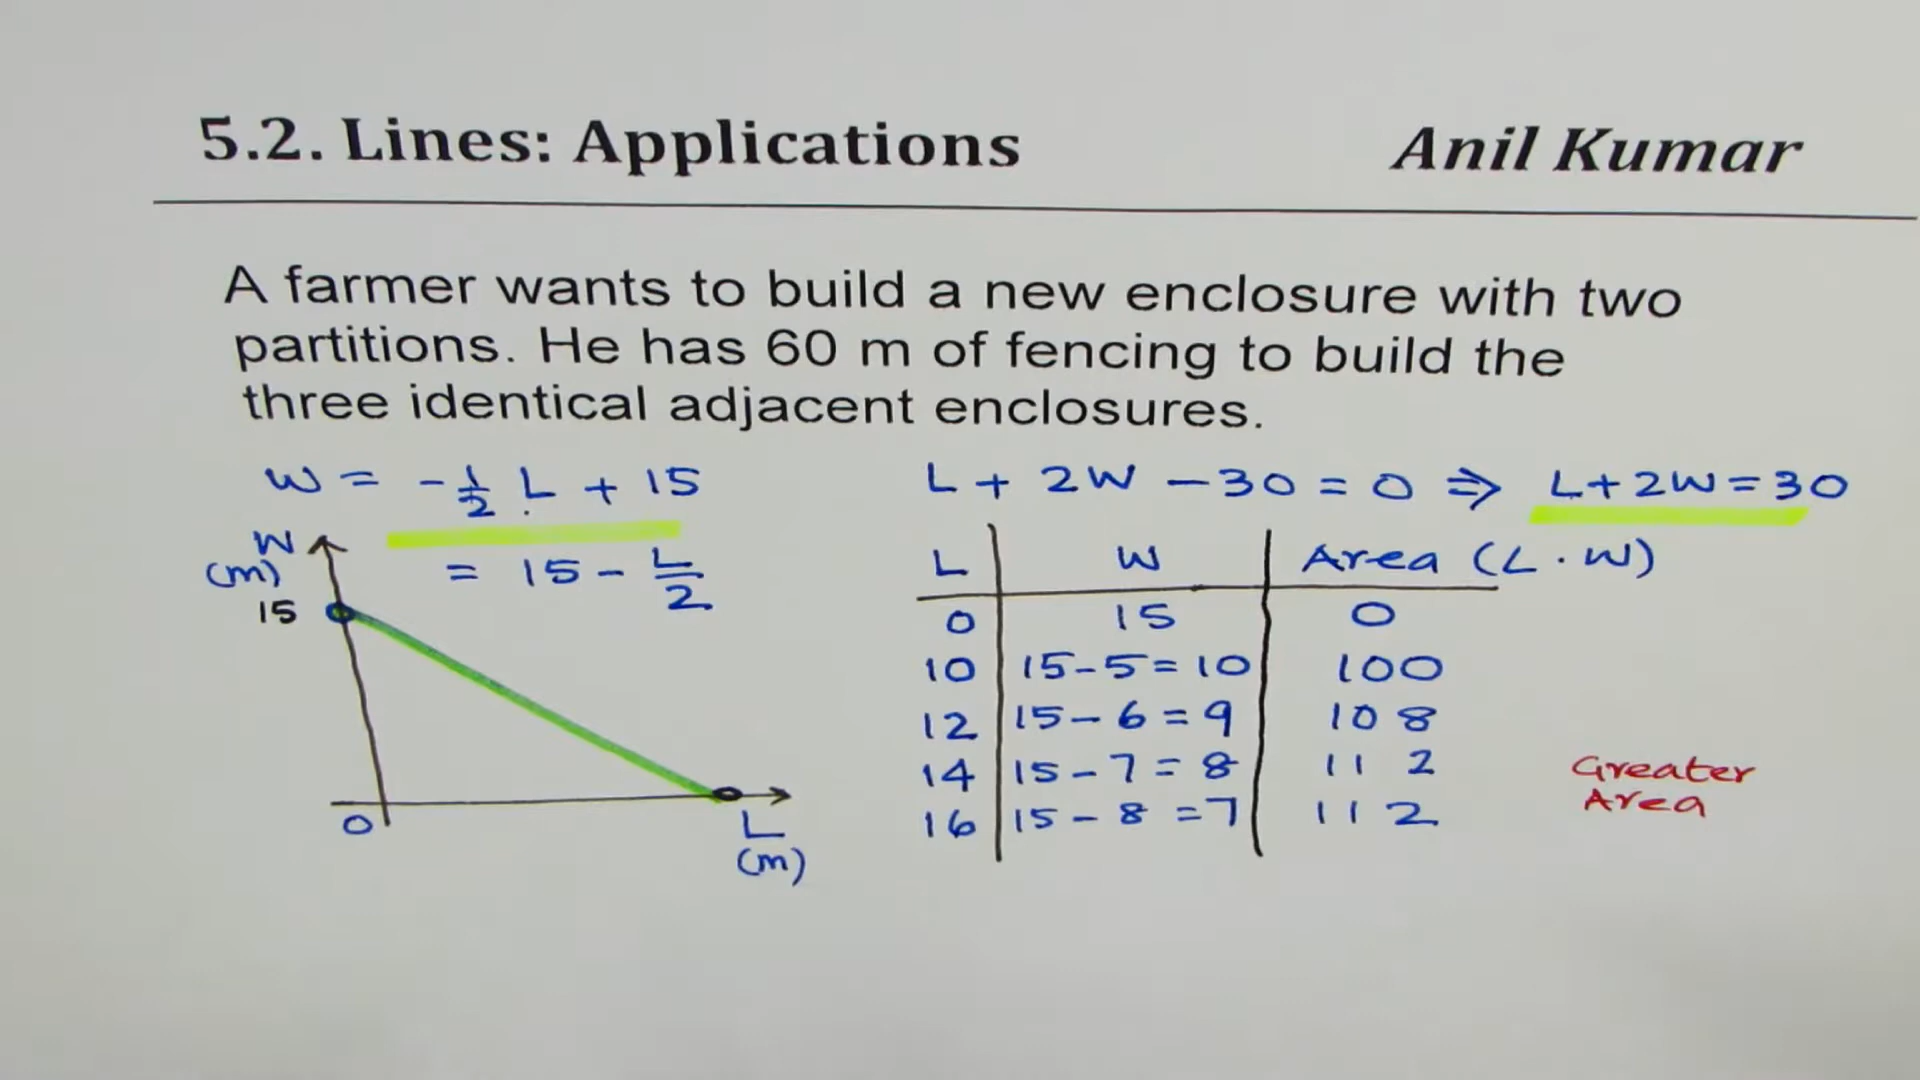 5.2. Lines: Applications Anil Kumar
A farmer wants to build a new enclosure with two
partitions. He has 60 m of fencing to build the
three identical adjacent enclosures.
W = -1/2 L + 15
= 15 - L/2
W
(m)
15
0
L
(m)
L + 2W - 30 = 0 ⇒ L + 2W = 30
L W Area (L · W)
0 15 0
10 15-5=10 100
12 15-6=9 108
14 15-7=8 112
16 15-8=7 112
Greater
Area